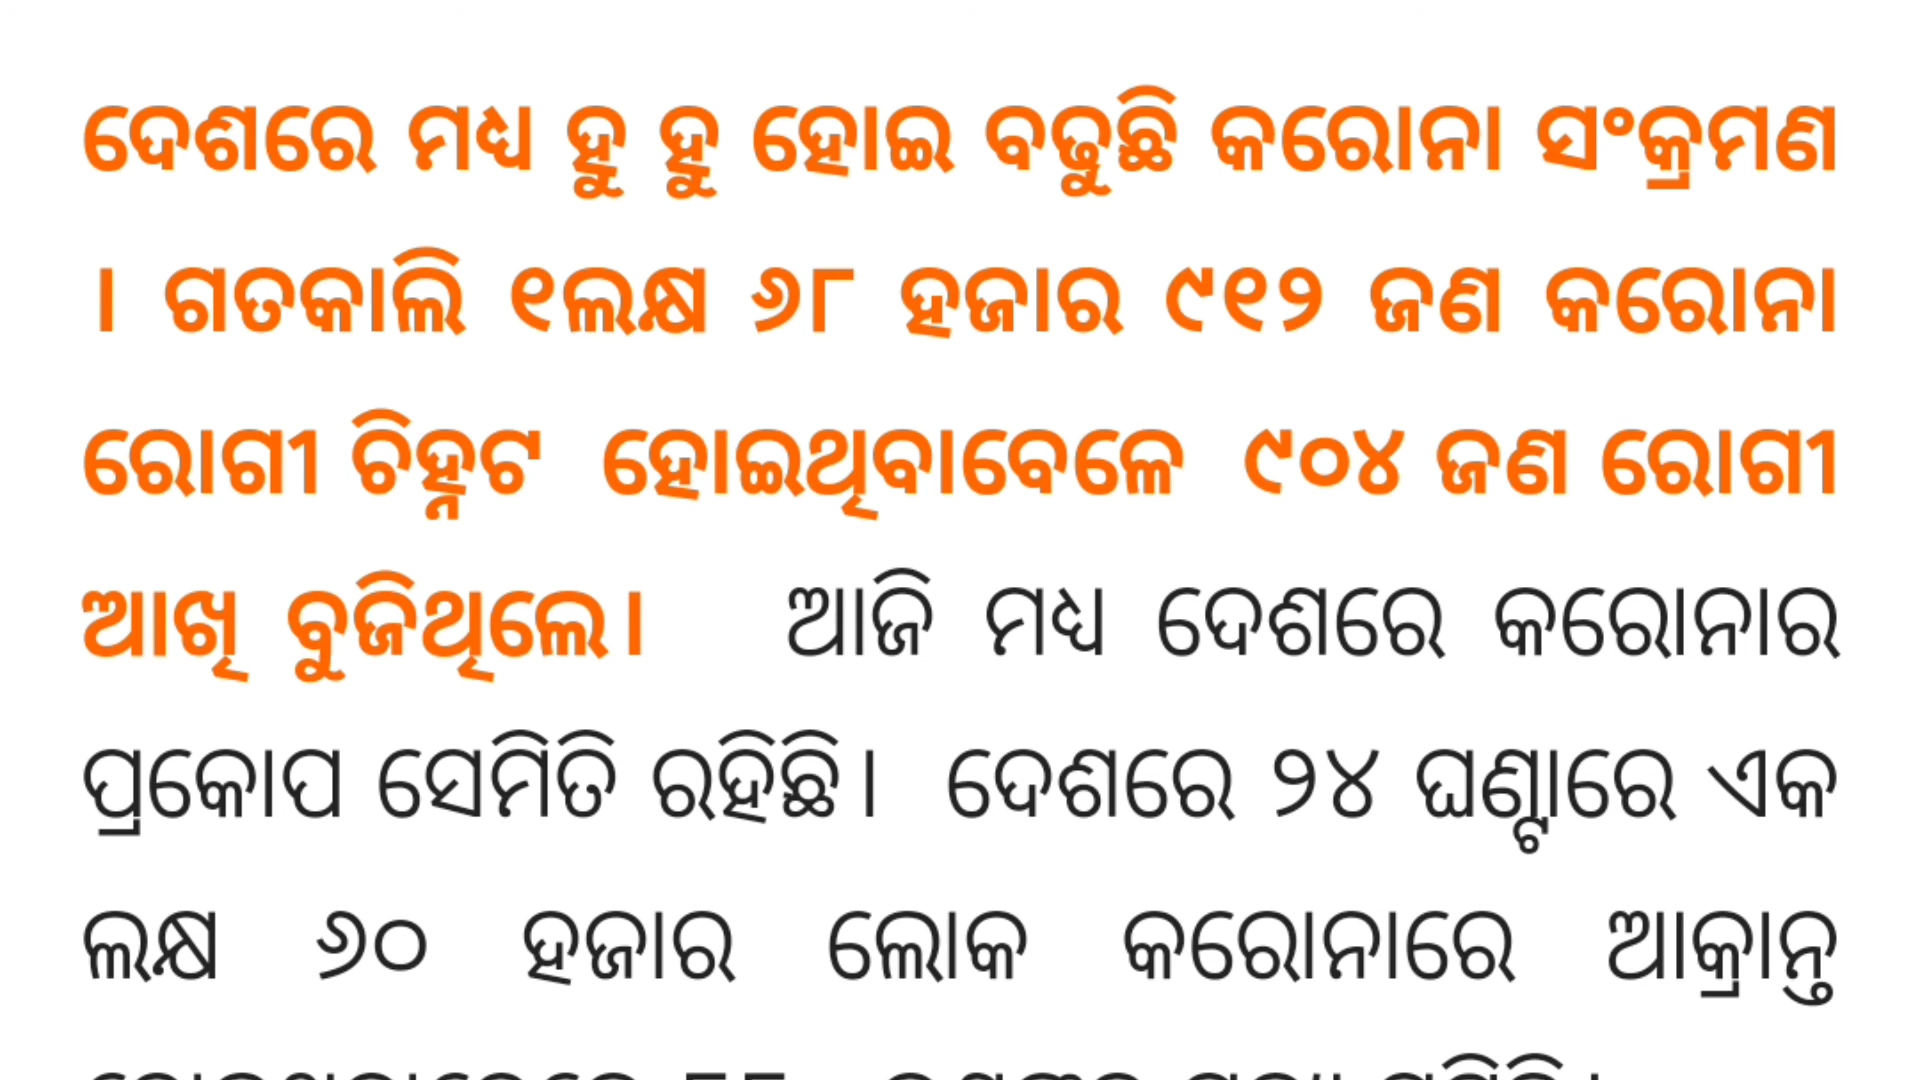 ଦେଶରେ ମଧ୍ୟ ହୁ ହୁ ହୋଇ ବଢୁଛି କରୋନା ସଂକ୍ରମଣ
। ଗତକାଲି ୧ଲକ୍ଷ ୬୮ ହଜାର ୯୧୨ ଜଣ କରୋନା
ରୋଗୀ ଚିହ୍ନଟ ହୋଇଥିବାବେଳେ ୯୦୪ ଜଣ ରୋଗୀ
ଆଖି ବୁଜିଥିଲେ। ଆଜି ମଧ୍ୟ ଦେଶରେ କରୋନାର
ପ୍ରକୋପ ସେମିତି ରହିଛି। ଦେଶରେ ୨୪ ଘଣ୍ଟାରେ ଏକ
ଲକ୍ଷ ୬୦ ହଜାର ଲୋକ କରୋନାରେ ଆକ୍ରାନ୍ତ